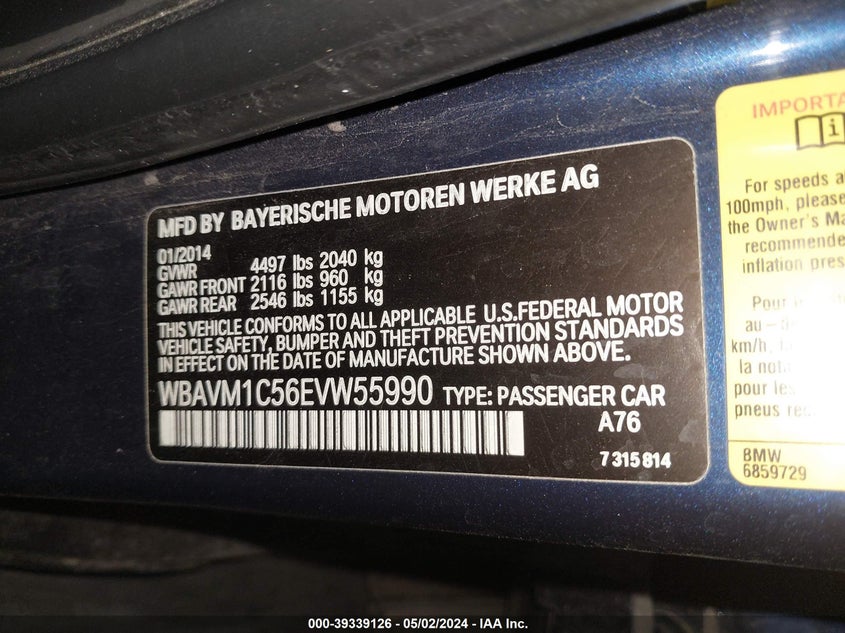 MFD BY BAYERISCHE MOTOREN WERKE AG
01/2014
GVWR 4497 lbs 2040 kg
GAWR FRONT 2116 lbs 960 kg
GAWR REAR 2546 lbs 1155 kg
THIS VEHICLE CONFORMS TO ALL APPLICABLE U.S.FEDERAL MOTOR
VEHICLE SAFETY, BUMPER AND THEFT PREVENTION STANDARDS
IN EFFECT ON THE DATE OF MANUFACTURE SHOWN ABOVE.
WBAVM1C56EVW55990 TYPE: PASSENGER CAR
A76
7 315 814
For speeds
100mph, please
the Owner's
recommende
inflation
Pour
km/h,
la
pour
pneus
BMW
6859729
000-39339126 - 05/02/2024 - IAA Inc.